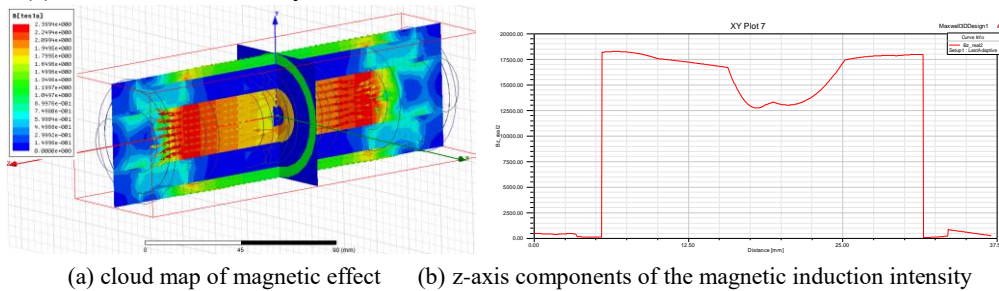 B[tesla]
2.3994e+000
2.2494e+000
2.0994e+000
1.9495e+000
1.7995e+000
1.6496e+000
1.4996e+000
1.3496e+000
1.1997e+000
1.0497e+000
8.9976e-001
7.4980e-001
5.9984e-001
4.4988e-001
2.9992e-001
1.4996e-001
0.0000e+000
Z
0
45
90 (mm)
XY Plot 7
Maxwell3DDesign1
Curve Info
Bz_real2
Setup1 : LastAdaptive
20000.00
17500.00
15000.00
12500.00
10000.00
7500.00
5000.00
2500.00
0.00
Bz_real2
0.00
12.50
25.00
37.5
Distance [mm]
(a) cloud map of magnetic effect
(b) z-axis components of the magnetic induction intensity